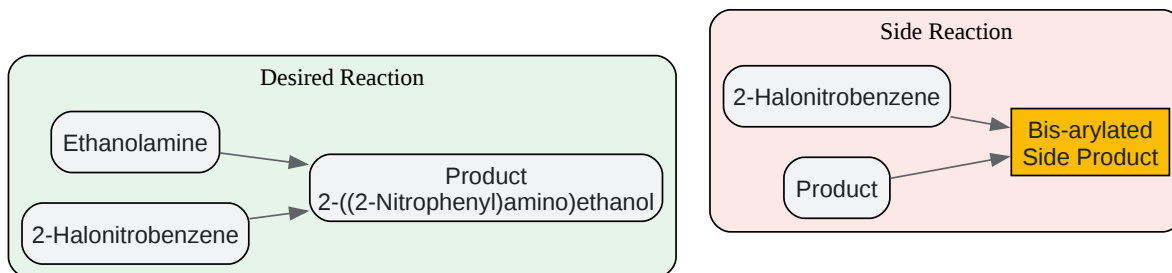 Desired Reaction
Ethanolamine
2-Halonitrobenzene
Product
2-((2-Nitrophenyl)amino)ethanol
Side Reaction
2-Halonitrobenzene
Product
Bis-arylated
Side Product